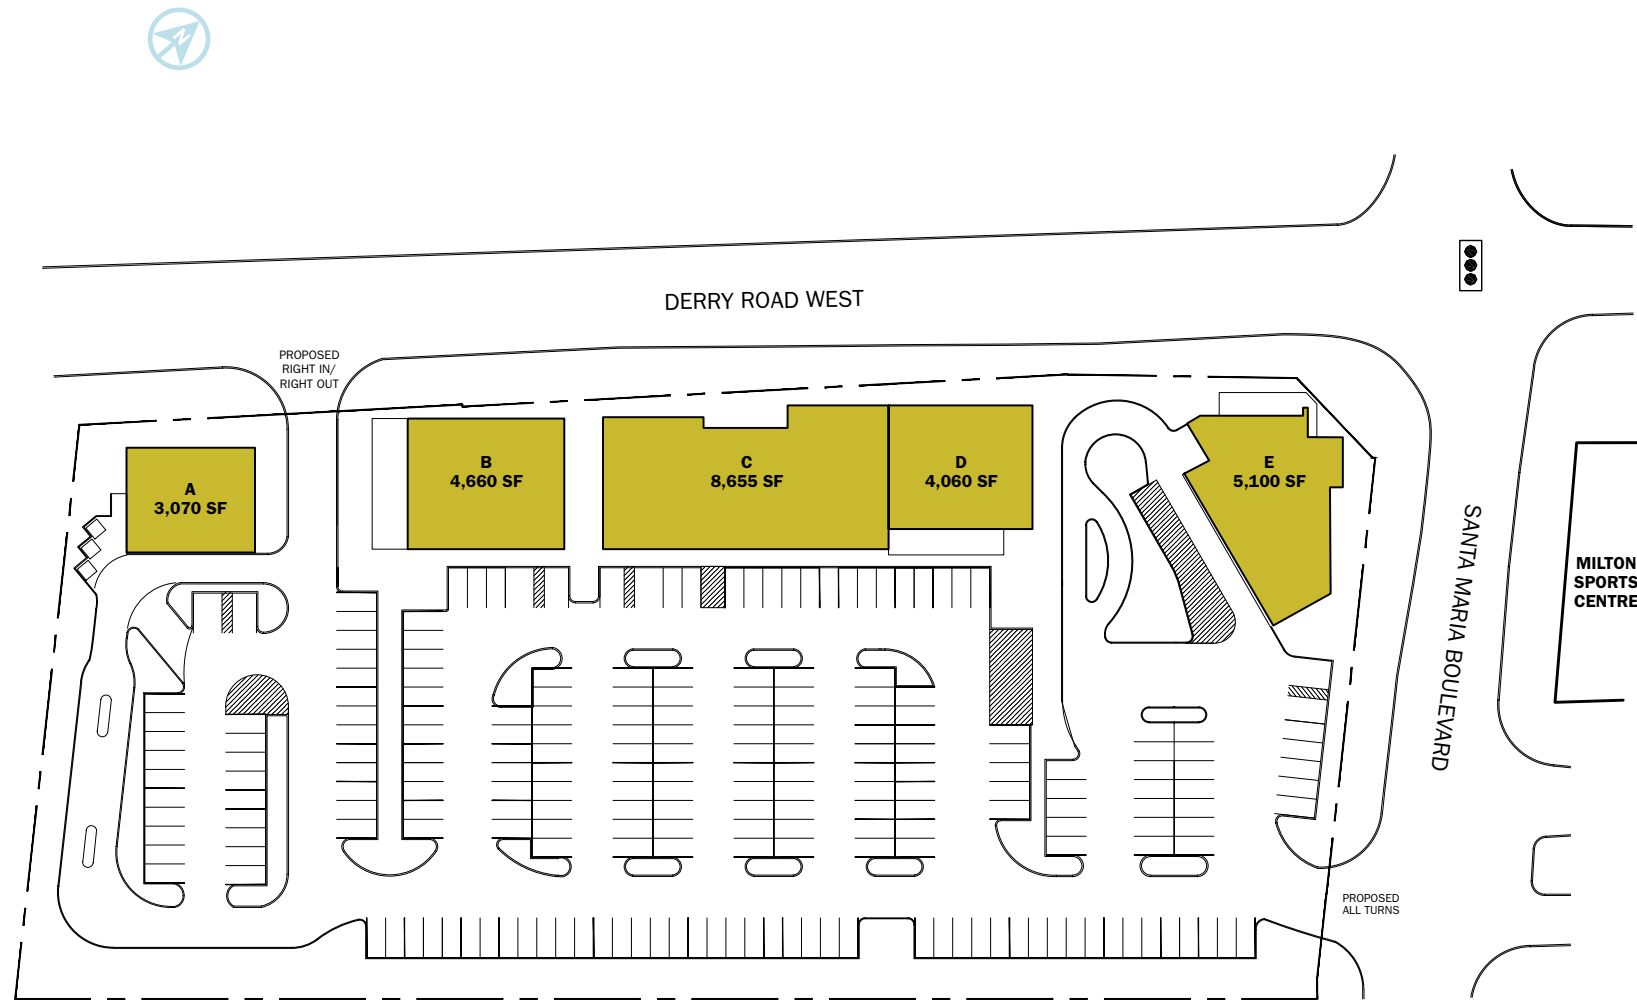 N
DERRY ROAD WEST
PROPOSED
RIGHT IN/
RIGHT OUT
A
3,070 SF
B
4,660 SF
C
8,655 SF
D
4,060 SF
E
5,100 SF
SANTA MARIA BOULEVARD
MILTON
SPORTS
CENTRE
PROPOSED
ALL TURNS